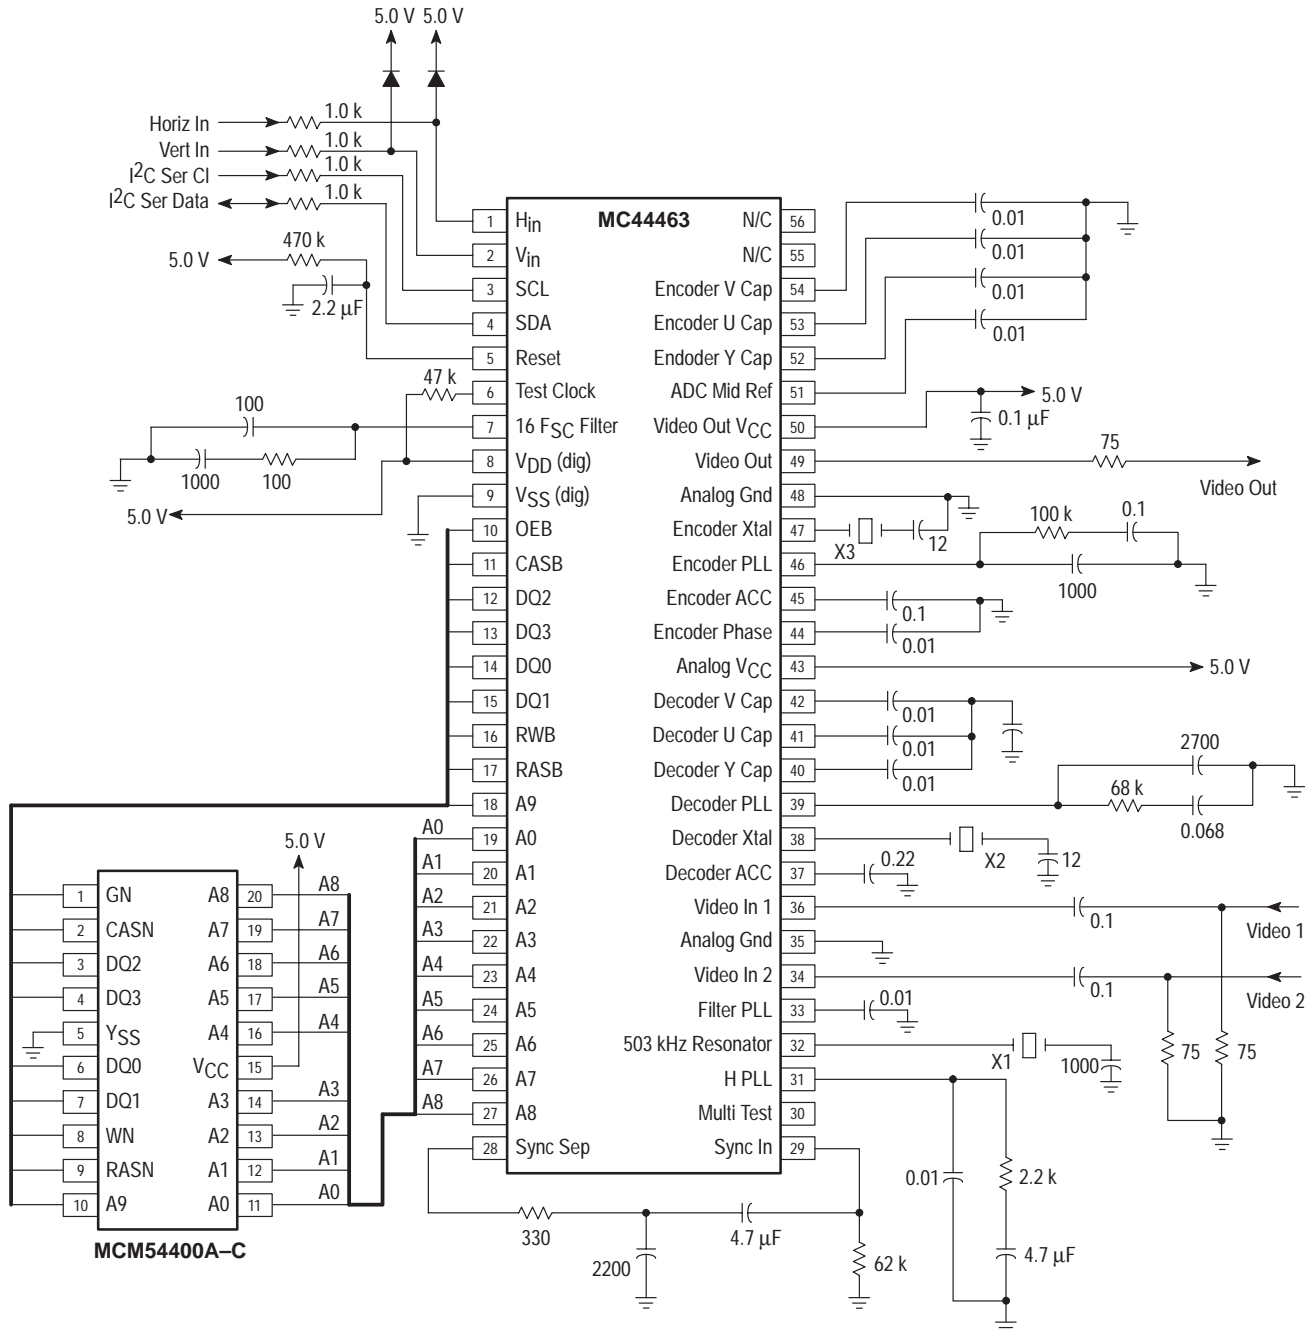 5.0 V 5.0 V
Horiz In 1.0 k
Vert In 1.0 k
I2C Ser Cl 1.0 k
I2C Ser Data 1.0 k
5.0 V 470 k
2.2 µF
47 k
100
1000 100
5.0 V
MC44463
1 Hin
2 Vin
3 SCL
4 SDA
5 Reset
6 Test Clock
7 16 FSC Filter
8 VDD (dig)
9 VSS (dig)
10 OEB
11 CASB
12 DQ2
13 DQ3
14 DQ0
15 DQ1
16 RWB
17 RASB
18 A9
A0 19 A0
A1 20 A1
A2 21 A2
A3 22 A3
A4 23 A4
A5 24 A5
A6 25 A6
A7 26 A7
A8 27 A8
28 Sync Sep
N/C 56
N/C 55
Encoder V Cap 54 0.01
Encoder U Cap 53 0.01
Endoder Y Cap 52 0.01
ADC Mid Ref 51 0.01
Video Out VCC 50 0.1 µF 5.0 V
Video Out 49 75 Video Out
Analog Gnd 48
Encoder Xtal 47 X3 12
Encoder PLL 46 100 k 0.1
1000
Encoder ACC 45 0.1
Encoder Phase 44 0.01
Analog VCC 43 5.0 V
Decoder V Cap 42 0.01
Decoder U Cap 41 0.01
Decoder Y Cap 40 0.01
Decoder PLL 39 2700
68 k 0.068
Decoder Xtal 38 X2 12
Decoder ACC 37 0.22
Video In 1 36 0.1 Video 1
Analog Gnd 35
Video In 2 34 0.1 Video 2
Filter PLL 33 0.01
503 kHz Resonator 32 X1 1000
75 75
H PLL 31
Multi Test 30
Sync In 29
0.01 2.2 k
4.7 µF
330
2200
4.7 µF
62 k
5.0 V
1 GN A8 20 A8
2 CASN A7 19 A7
3 DQ2 A6 18 A6
4 DQ3 A5 17 A5
5 YSS A4 16 A4
6 DQ0 VCC 15
7 DQ1 A3 14 A3
8 WN A2 13 A2
9 RASN A1 12 A1
10 A9 A0 11 A0
MCM54400A–C